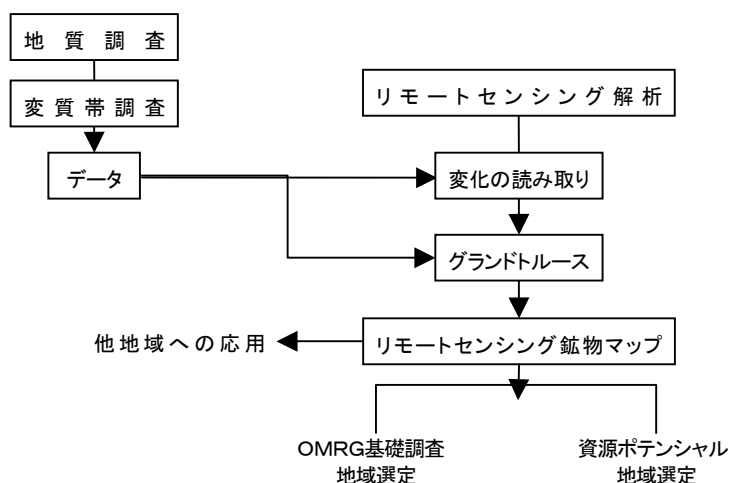 地質調査
変質帯調査
データ
リモートセンシング解析
変化の読み取り
グランドトルース
リモートセンシング鉱物マップ
他地域への応用
OMRG基礎調査
地域選定
資源ポテンシャル
地域選定